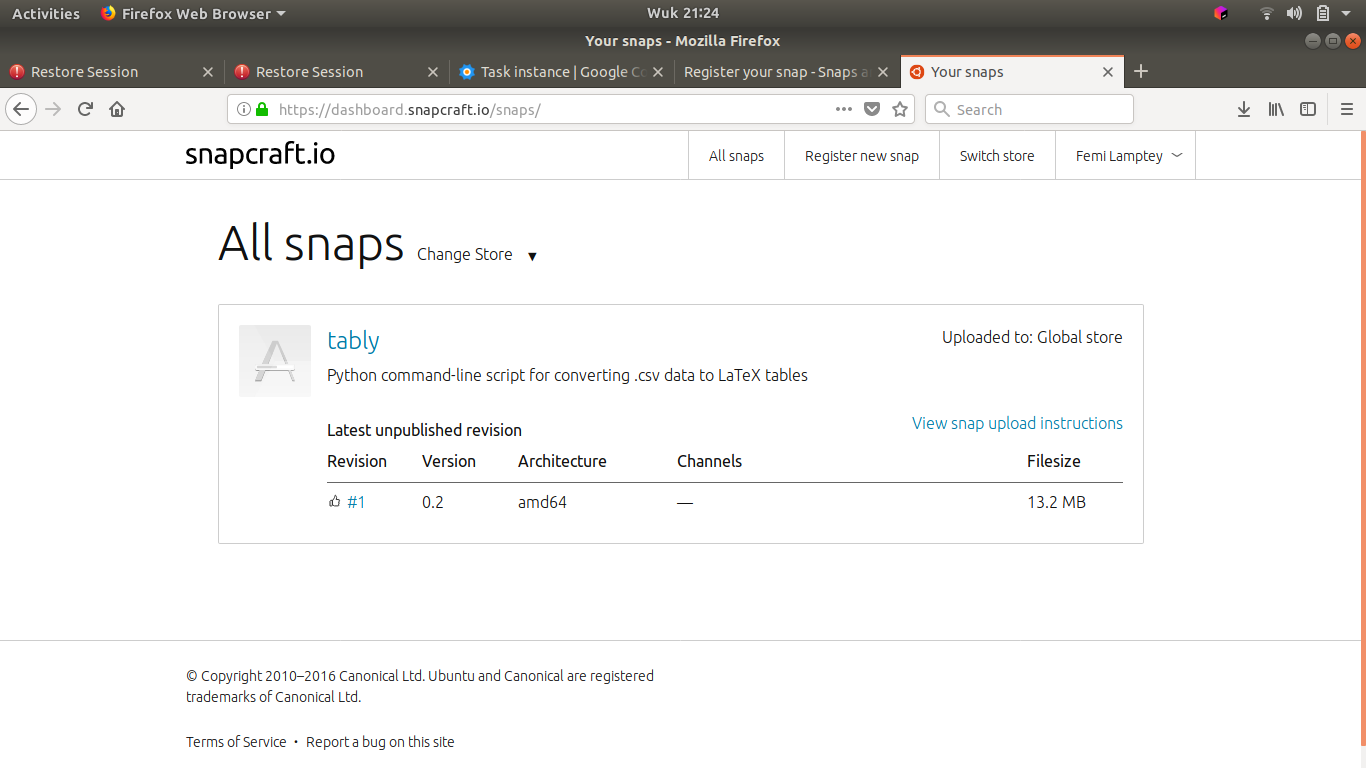 Activities Firefox Web Browser Wuk 21:24
Your snaps - Mozilla Firefox
Restore Session Restore Session Task instance | Google Co Register your snap - Snaps a Your snaps
https://dashboard.snapcraft.io/snaps/ Search
snapcraft.io All snaps Register new snap Switch store Femi Lamptey
All snaps Change Store
tably Uploaded to: Global store
Python command-line script for converting .csv data to LaTeX tables
View snap upload instructions
Latest unpublished revision
Revision Version Architecture Channels Filesize
#1 0.2 amd64 — 13.2 MB
© Copyright 2010–2016 Canonical Ltd. Ubuntu and Canonical are registered
trademarks of Canonical Ltd.
Terms of Service • Report a bug on this site